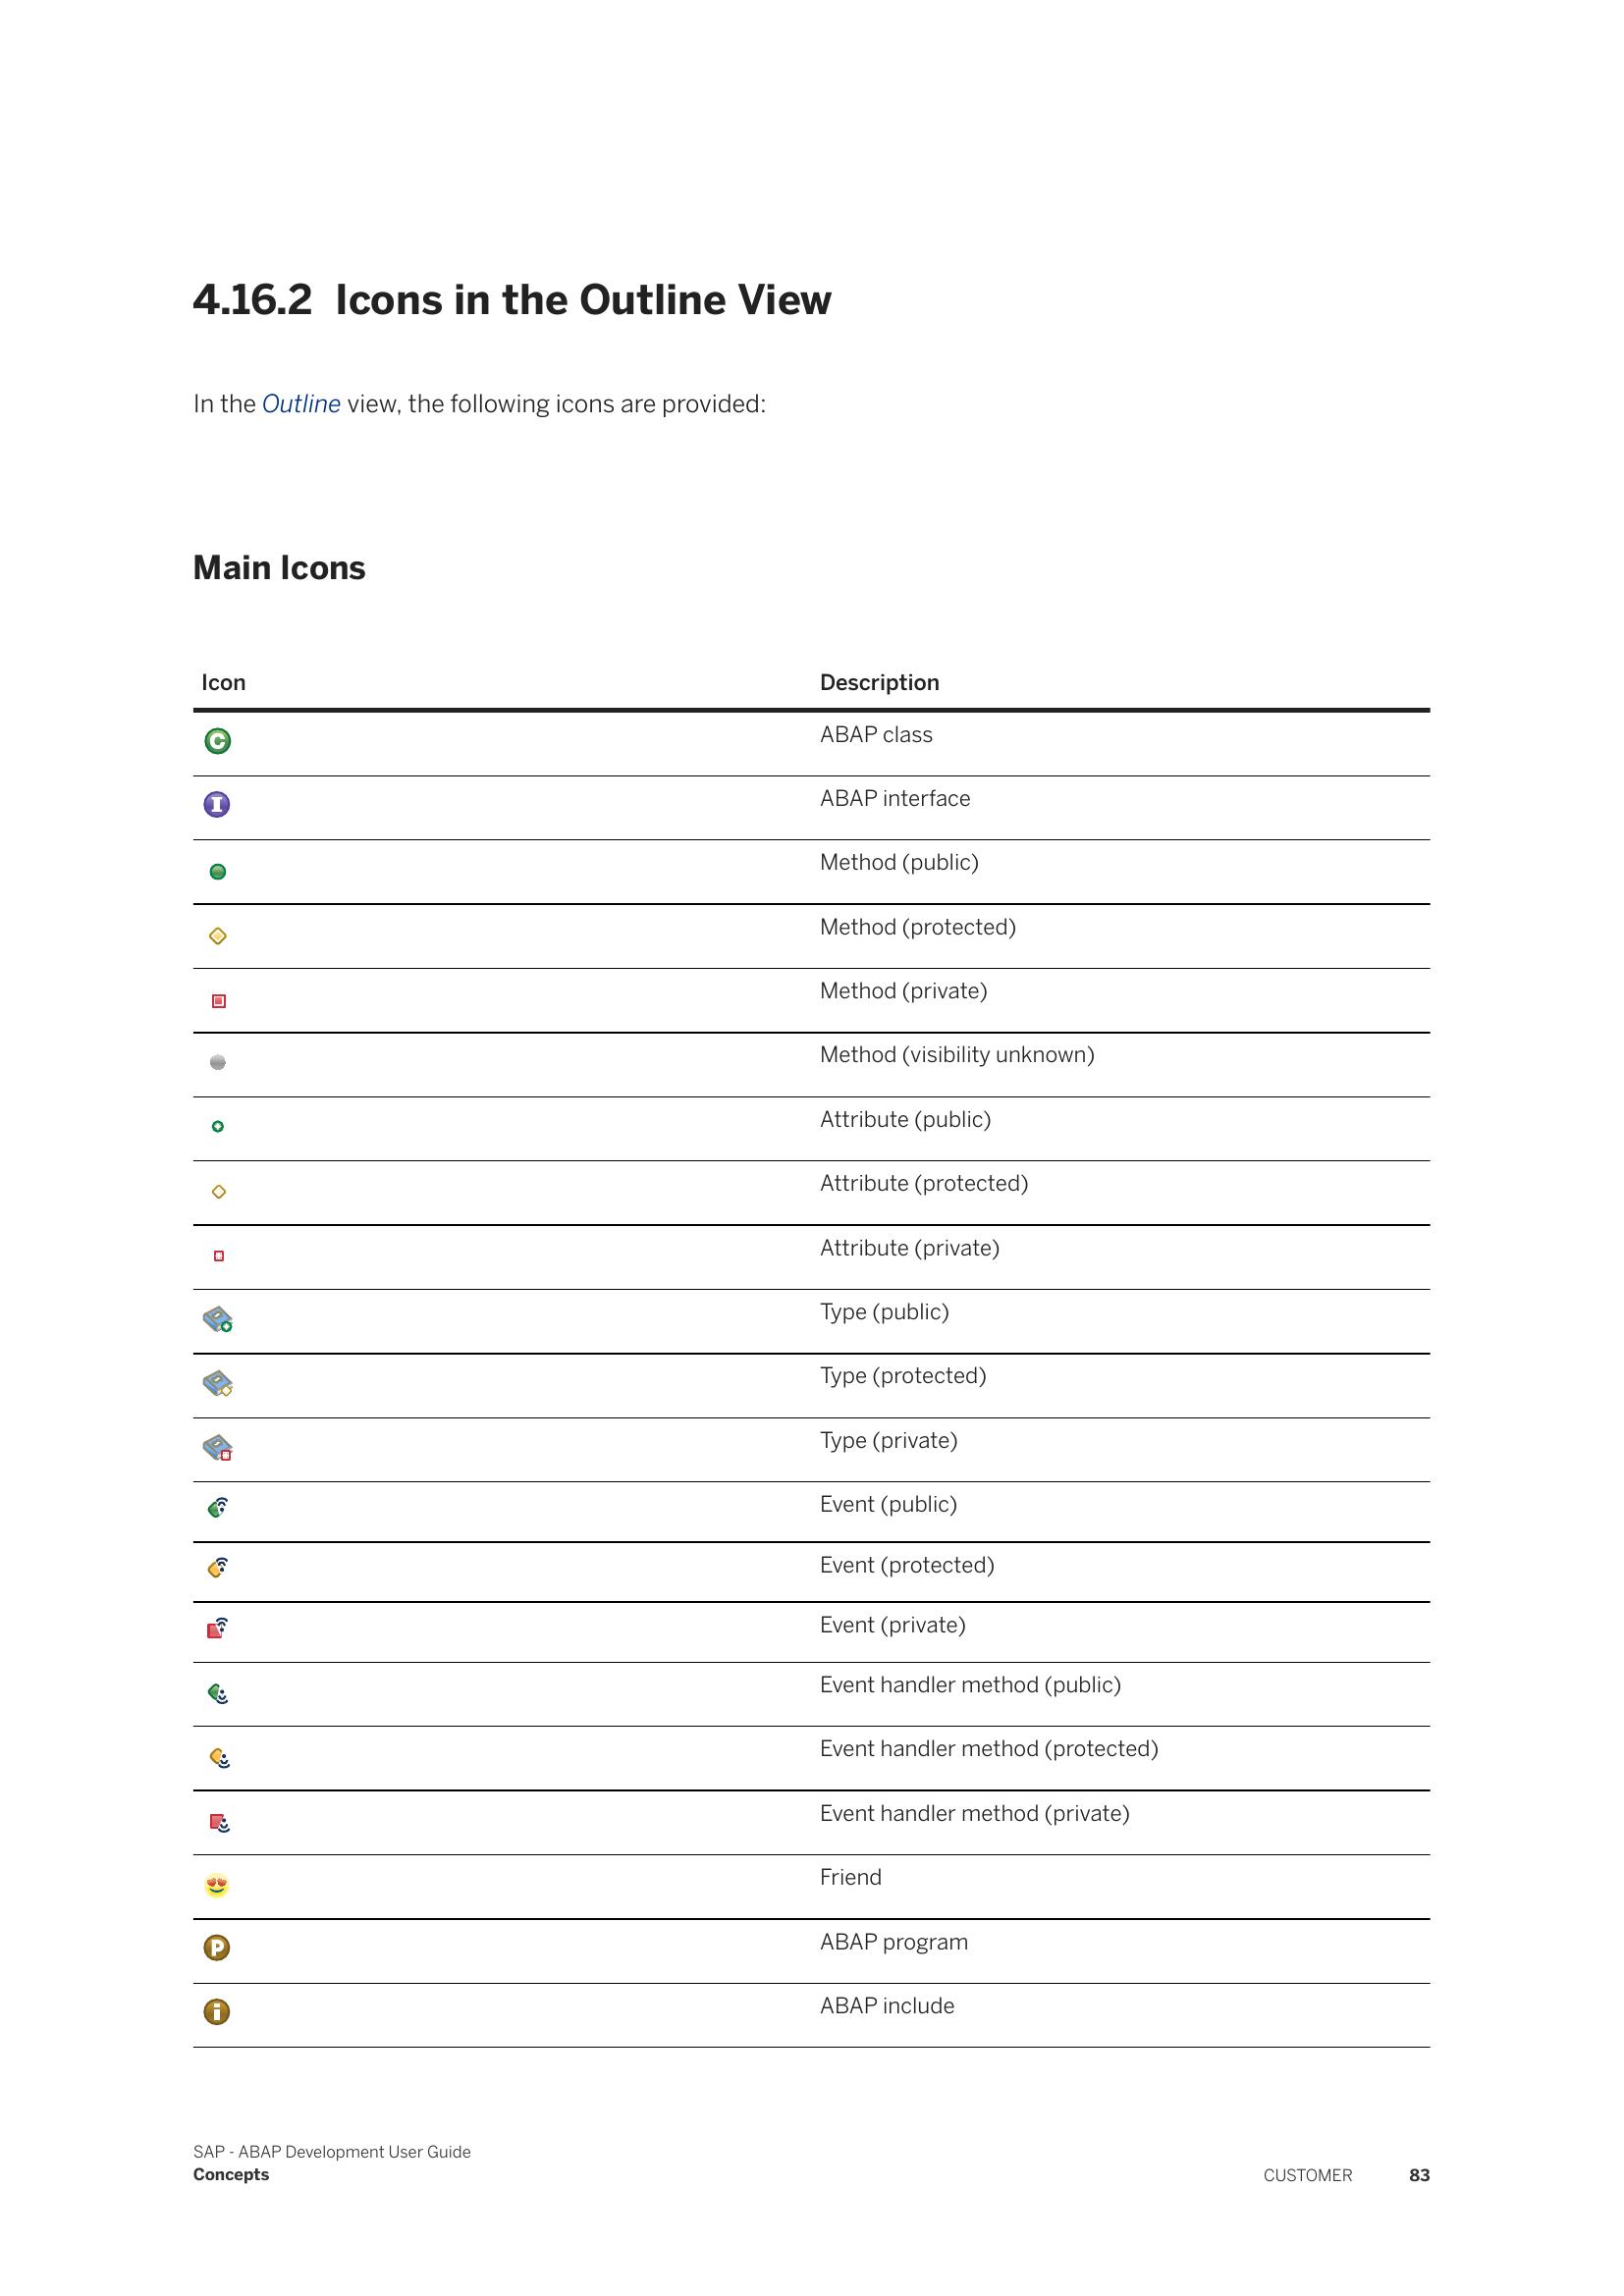 4.16.2 Icons in the Outline View
In the Outline view, the following icons are provided:
Main Icons
Icon Description
C ABAP class
I ABAP interface
Method (public)
Method (protected)
Method (private)
Method (visibility unknown)
Attribute (public)
Attribute (protected)
Attribute (private)
Type (public)
Type (protected)
Type (private)
Event (public)
Event (protected)
Event (private)
Event handler method (public)
Event handler method (protected)
Event handler method (private)
Friend
P ABAP program
i ABAP include
SAP - ABAP Development User Guide
Concepts CUSTOMER 83